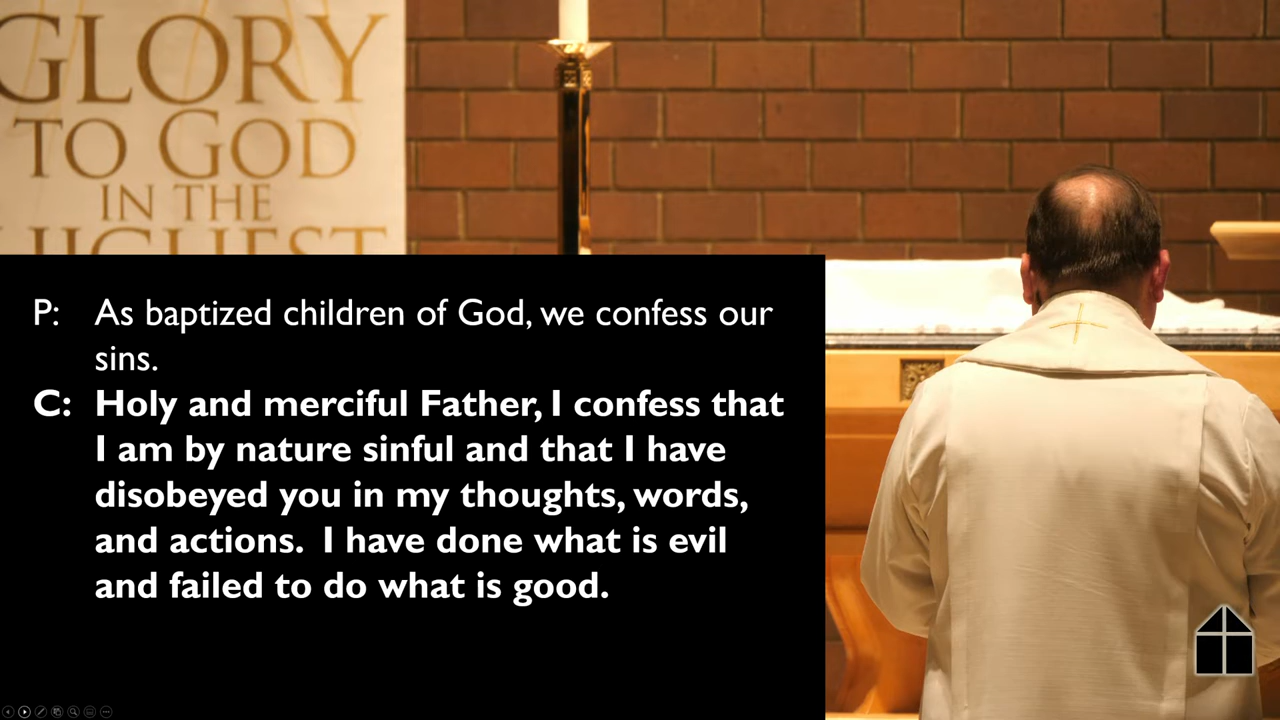 GLORY
TO GOD
IN THE
HIGHEST
P: As baptized children of God, we confess our
sins.
C: Holy and merciful Father, I confess that
I am by nature sinful and that I have
disobeyed you in my thoughts, words,
and actions.  I have done what is evil
and failed to do what is good.